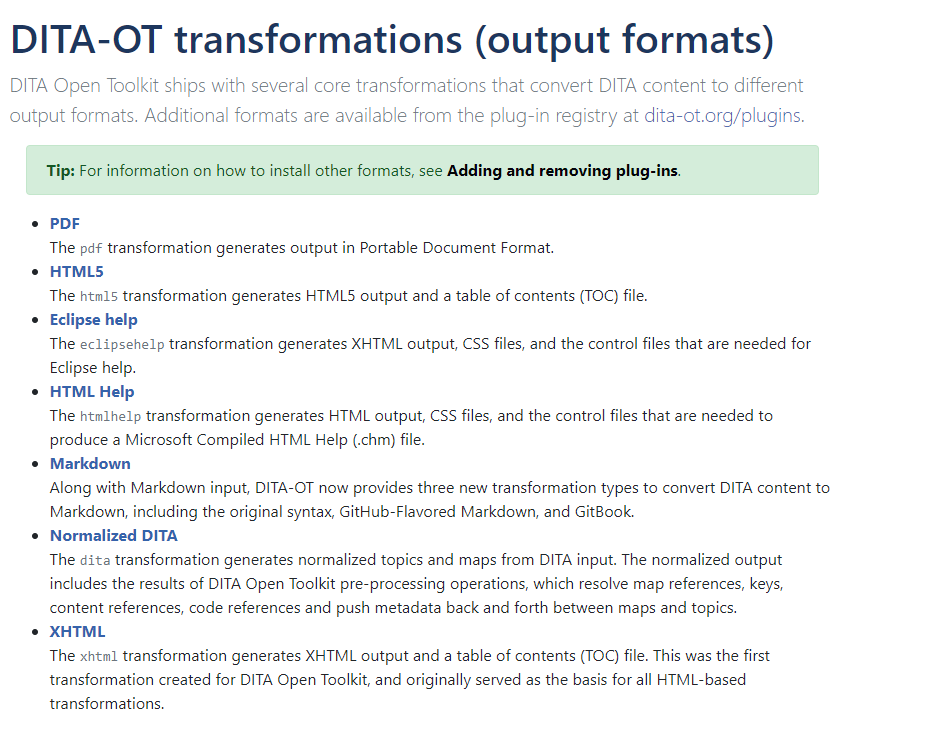 DITA-OT transformations (output formats)
DITA Open Toolkit ships with several core transformations that convert DITA content to different
output formats. Additional formats are available from the plug-in registry at dita-ot.org/plugins.
Tip: For information on how to install other formats, see Adding and removing plug-ins.
• PDF
The pdf transformation generates output in Portable Document Format.
• HTML5
The html5 transformation generates HTML5 output and a table of contents (TOC) file.
• Eclipse help
The eclipsehelp transformation generates XHTML output, CSS files, and the control files that are needed for
Eclipse help.
• HTML Help
The htmlhelp transformation generates HTML output, CSS files, and the control files that are needed to
produce a Microsoft Compiled HTML Help (.chm) file.
• Markdown
Along with Markdown input, DITA-OT now provides three new transformation types to convert DITA content to
Markdown, including the original syntax, GitHub-Flavored Markdown, and GitBook.
• Normalized DITA
The dita transformation generates normalized topics and maps from DITA input. The normalized output
includes the results of DITA Open Toolkit pre-processing operations, which resolve map references, keys,
content references, code references and push metadata back and forth between maps and topics.
• XHTML
The xhtml transformation generates XHTML output and a table of contents (TOC) file. This was the first
transformation created for DITA Open Toolkit, and originally served as the basis for all HTML-based
transformations.